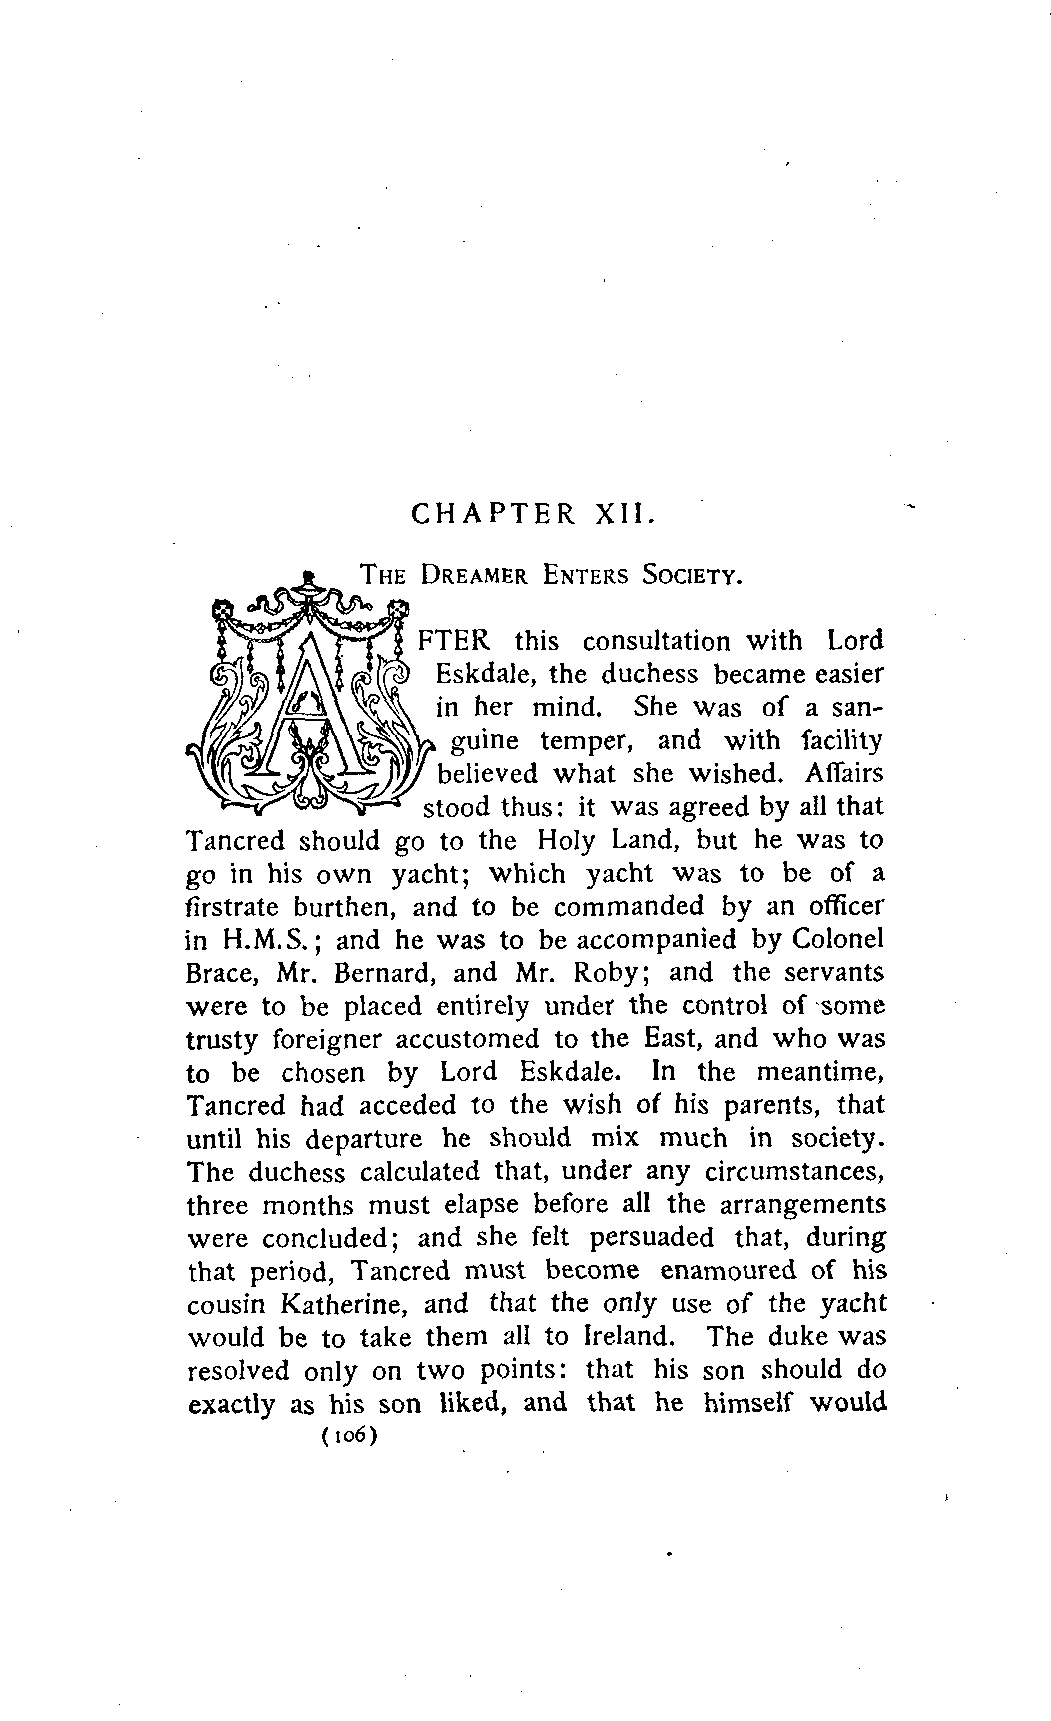 CHAPTER XII.
THE DREAMER ENTERS SOCIETY.
AFTER this consultation with Lord
Eskdale, the duchess became easier
in her mind. She was of a san-
guine temper, and with facility
believed what she wished. Affairs
stood thus: it was agreed by all that
Tancred should go to the Holy Land, but he was to
go in his own yacht; which yacht was to be of a
firstrate burthen, and to be commanded by an officer
in H.M.S.; and he was to be accompanied by Colonel
Brace, Mr. Bernard, and Mr. Roby; and the servants
were to be placed entirely under the control of some
trusty foreigner accustomed to the East, and who was
to be chosen by Lord Eskdale. In the meantime,
Tancred had acceded to the wish of his parents, that
until his departure he should mix much in society.
The duchess calculated that, under any circumstances,
three months must elapse before all the arrangements
were concluded; and she felt persuaded that, during
that period, Tancred must become enamoured of his
cousin Katherine, and that the only use of the yacht
would be to take them all to Ireland. The duke was
resolved only on two points: that his son should do
exactly as his son liked, and that he himself would
(106)